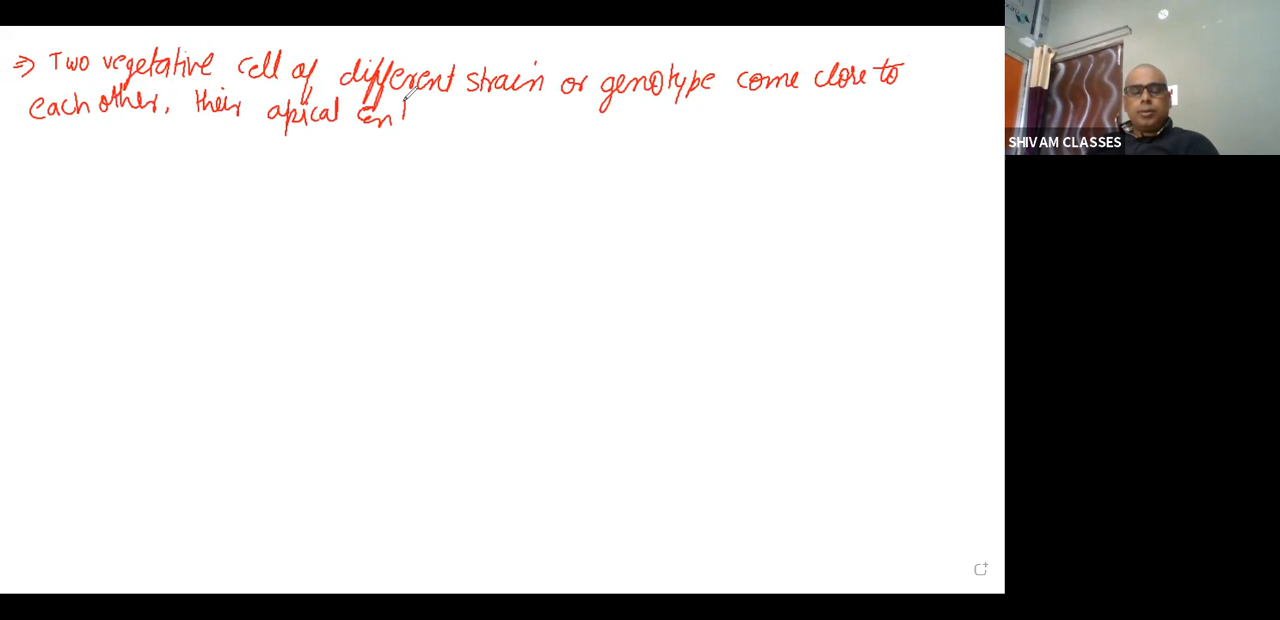 ⇒ Two vegetative cell of different strain or genotype come close to
each other, their apical en
SHIVAM CLASSES